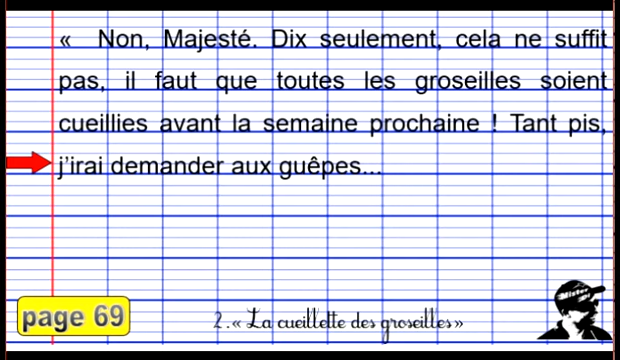 « Non, Majesté. Dix seulement, cela ne suffit
pas, il faut que toutes les groseilles soient
cueillies avant la semaine prochaine ! Tant pis,
j'irai demander aux guêpes...
page 69
2.« La cueillette des groseilles»